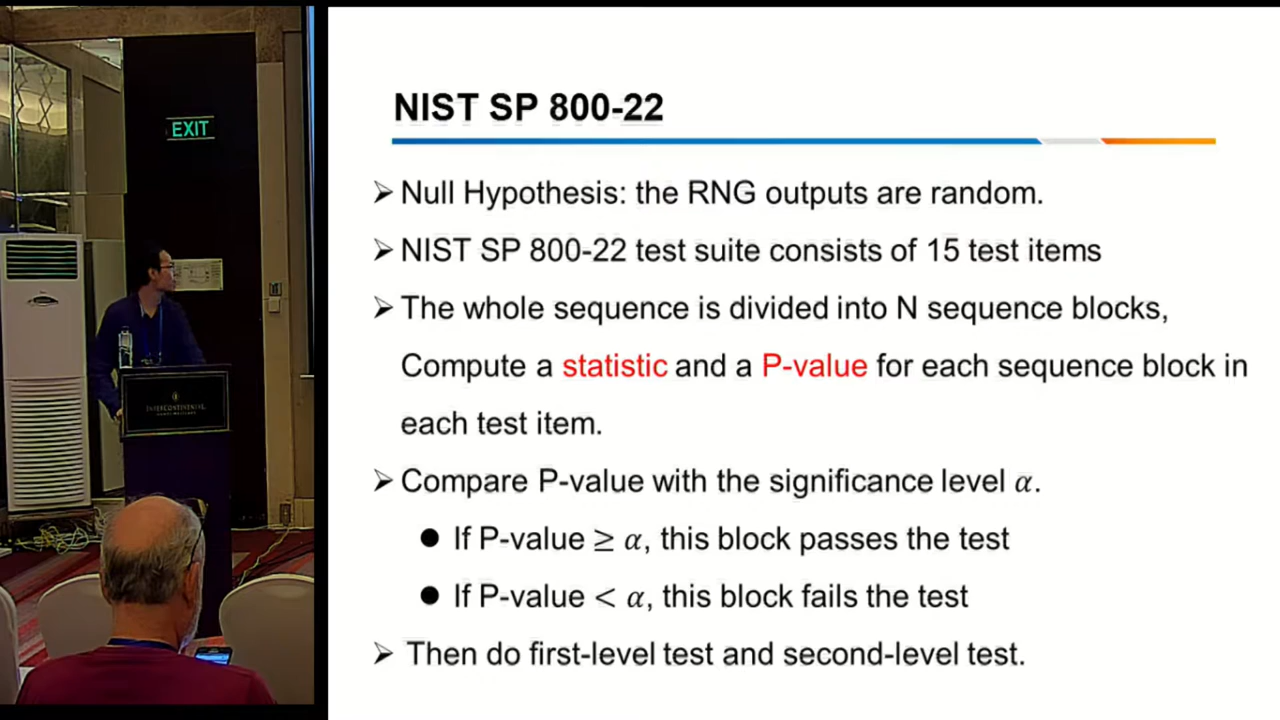 EXIT
INTERCONTINENTAL
NIST SP 800-22
➢ Null Hypothesis: the RNG outputs are random.
➢ NIST SP 800-22 test suite consists of 15 test items
➢ The whole sequence is divided into N sequence blocks,
Compute a statistic and a P-value for each sequence block in
each test item.
➢ Compare P-value with the significance level α.
● If P-value ≥ α, this block passes the test
● If P-value < α, this block fails the test
➢ Then do first-level test and second-level test.